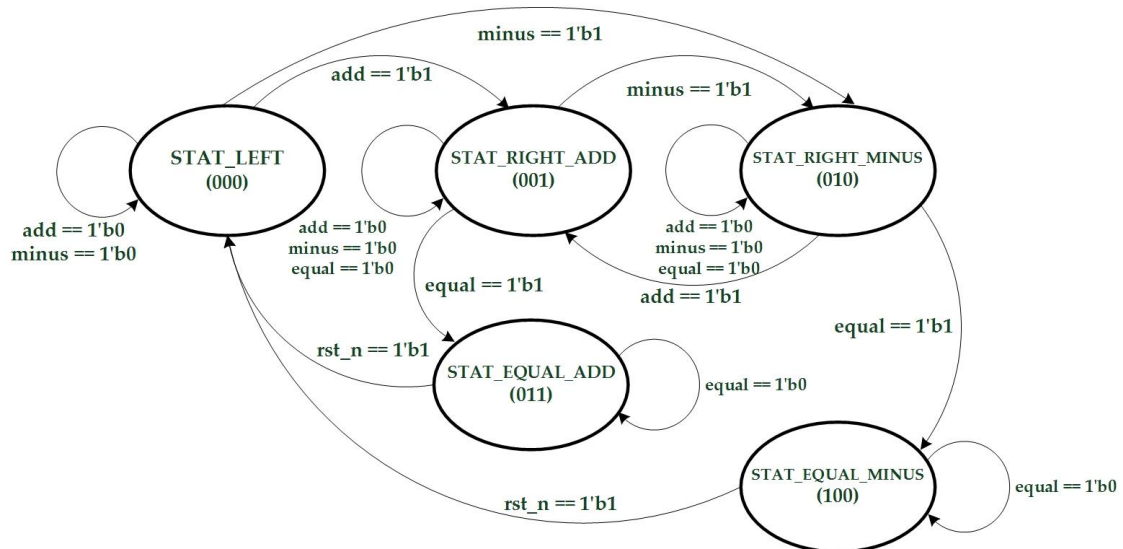 minus == 1'b1
add == 1'b1
minus == 1'b1
STAT_LEFT
(000)
STAT_RIGHT_ADD
(001)
STAT_RIGHT_MINUS
(010)
add == 1'b0
minus == 1'b0
add == 1'b0
minus == 1'b0
equal == 1'b0
add == 1'b0
minus == 1'b0
equal == 1'b0
equal == 1'b1
add == 1'b1
equal == 1'b1
rst_n == 1'b1
STAT_EQUAL_ADD
(011)
equal == 1'b0
STAT_EQUAL_MINUS
(100)
equal == 1'b0
rst_n == 1'b1